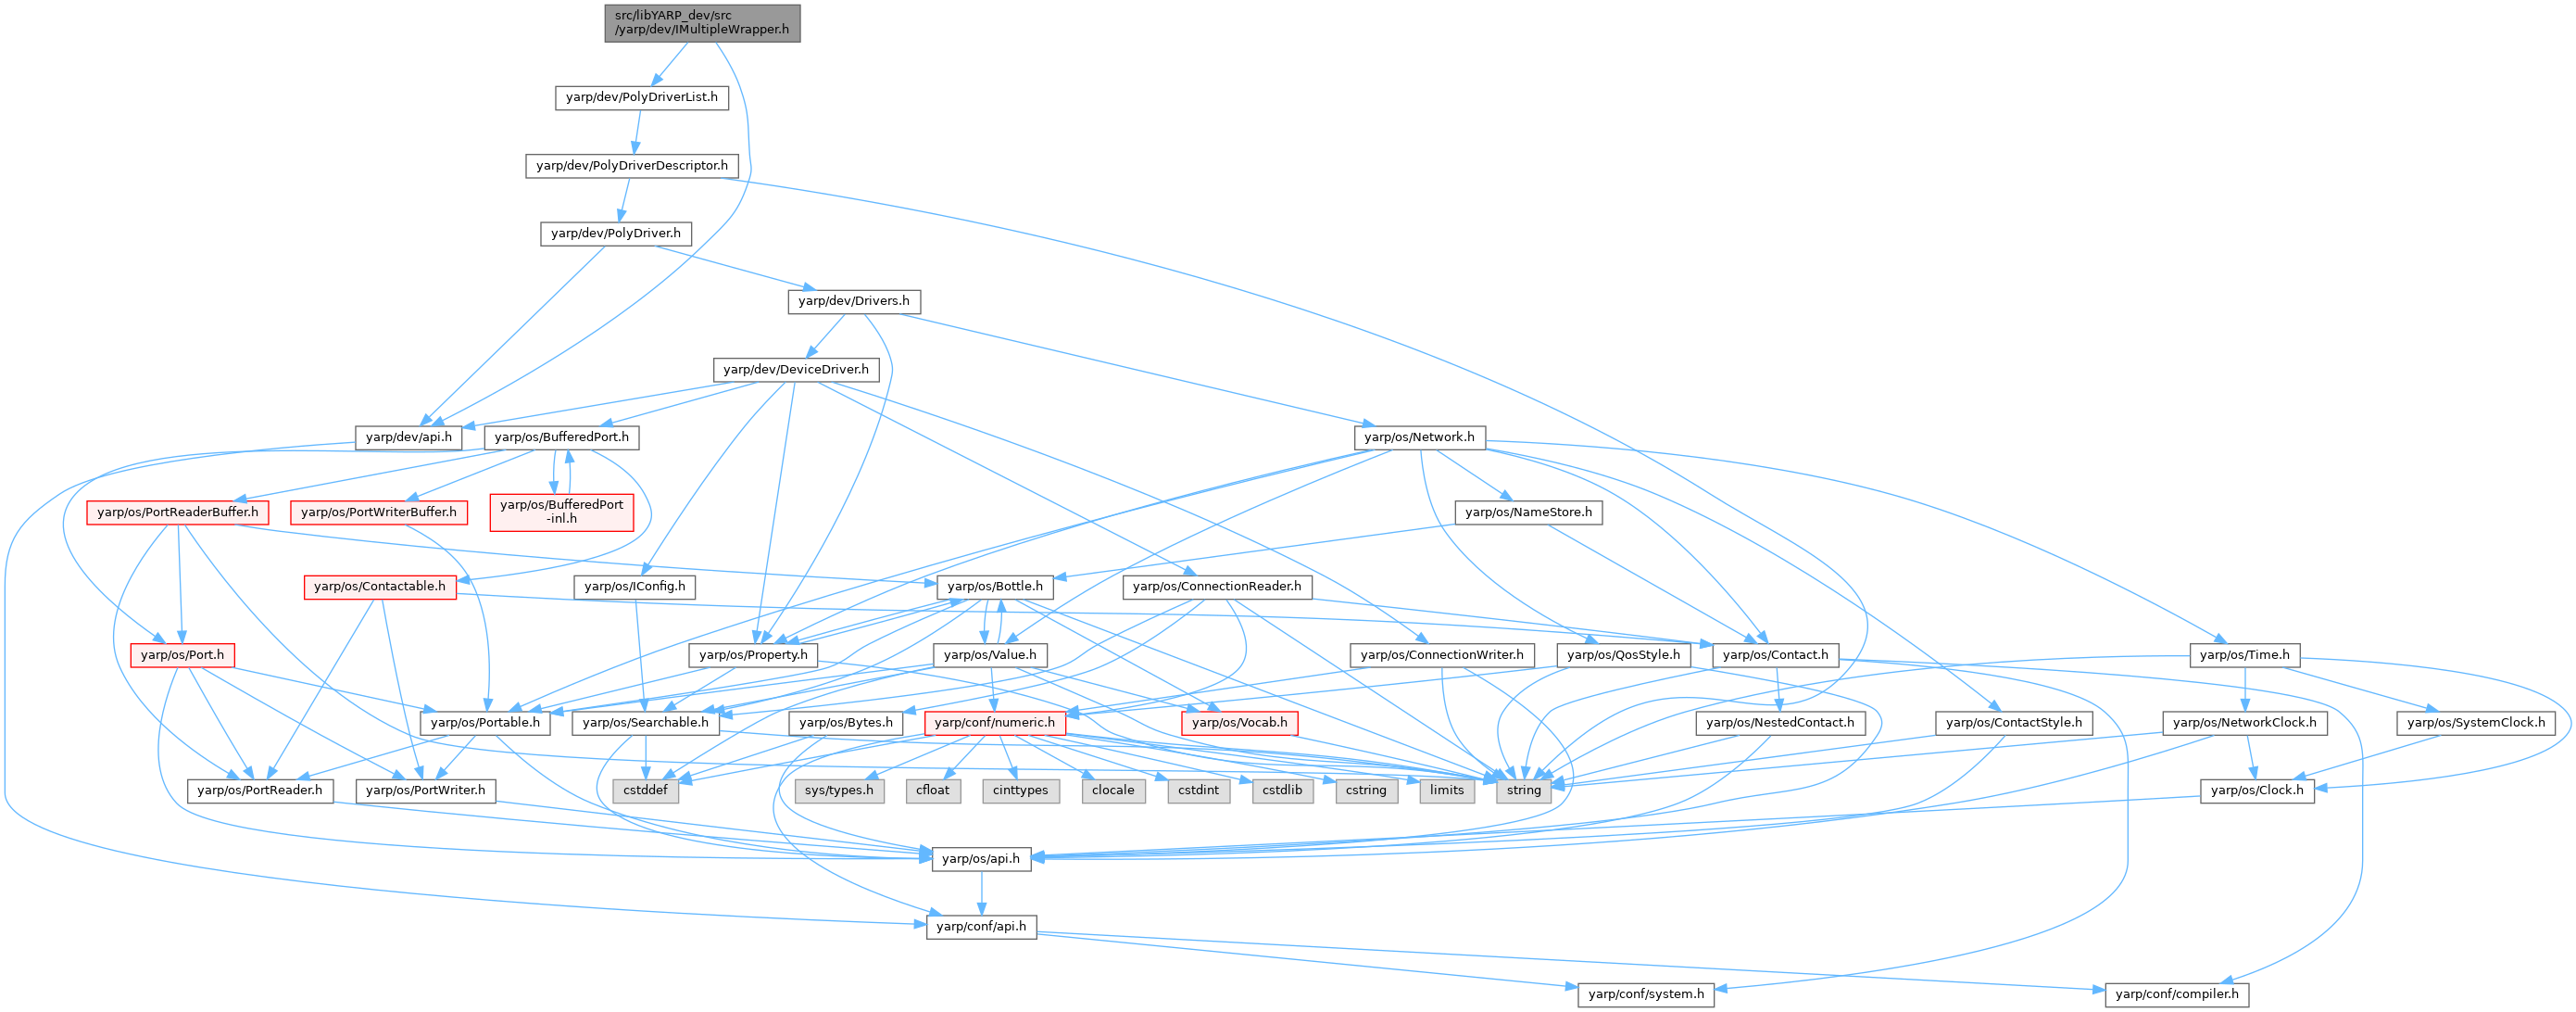 src/libYARP_dev/src
/yarp/dev/IMultipleWrapper.h
yarp/dev/PolyDriverList.h
yarp/dev/PolyDriverDescriptor.h
yarp/dev/PolyDriver.h
yarp/dev/Drivers.h
yarp/dev/DeviceDriver.h
yarp/dev/api.h
yarp/os/BufferedPort.h
yarp/os/Network.h
yarp/os/PortReaderBuffer.h
yarp/os/PortWriterBuffer.h
yarp/os/BufferedPort
-inl.h
yarp/os/NameStore.h
yarp/os/Contactable.h
yarp/os/IConfig.h
yarp/os/Bottle.h
yarp/os/ConnectionReader.h
yarp/os/Port.h
yarp/os/Property.h
yarp/os/Value.h
yarp/os/ConnectionWriter.h
yarp/os/QosStyle.h
yarp/os/Contact.h
yarp/os/Time.h
yarp/os/Portable.h
yarp/os/Searchable.h
yarp/os/Bytes.h
yarp/conf/numeric.h
yarp/os/Vocab.h
yarp/os/NestedContact.h
yarp/os/ContactStyle.h
yarp/os/NetworkClock.h
yarp/os/SystemClock.h
yarp/os/PortReader.h
yarp/os/PortWriter.h
cstddef
sys/types.h
cfloat
cinttypes
clocale
cstdint
cstdlib
cstring
limits
string
yarp/os/Clock.h
yarp/os/api.h
yarp/conf/api.h
yarp/conf/system.h
yarp/conf/compiler.h